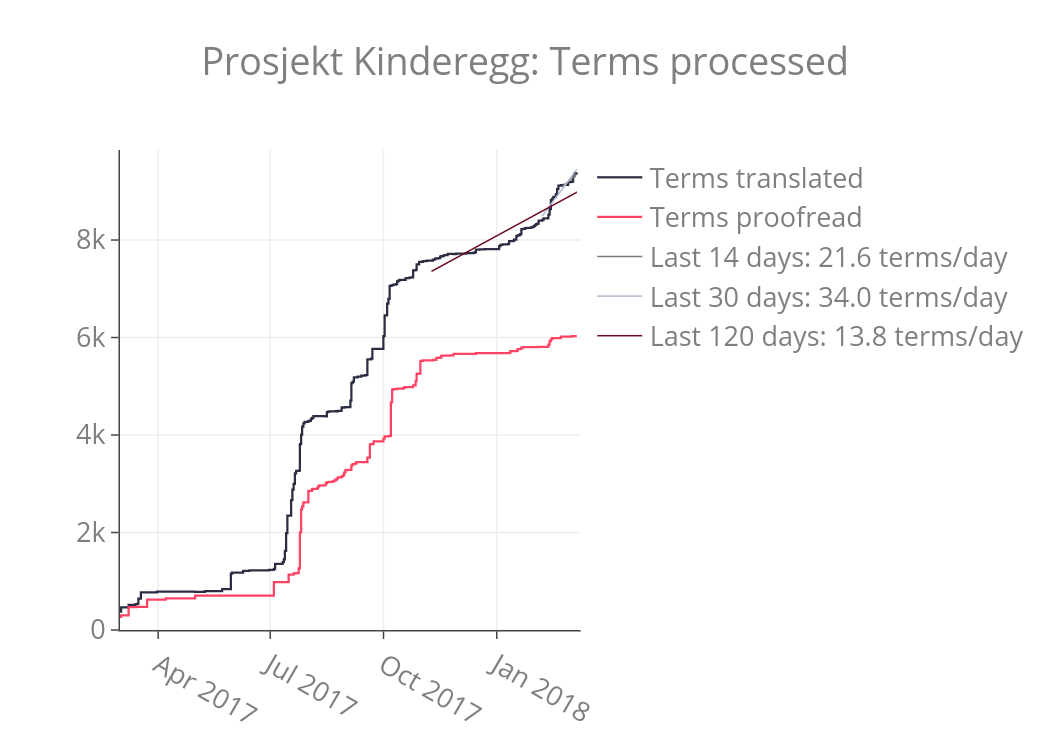 Prosjekt Kinderegg: Terms processed
Terms translated
Terms proofread
Last 14 days: 21.6 terms/day
Last 30 days: 34.0 terms/day
Last 120 days: 13.8 terms/day
8k
6k
4k
2k
0
Apr 2017
Jul 2017
Oct 2017
Jan 2018